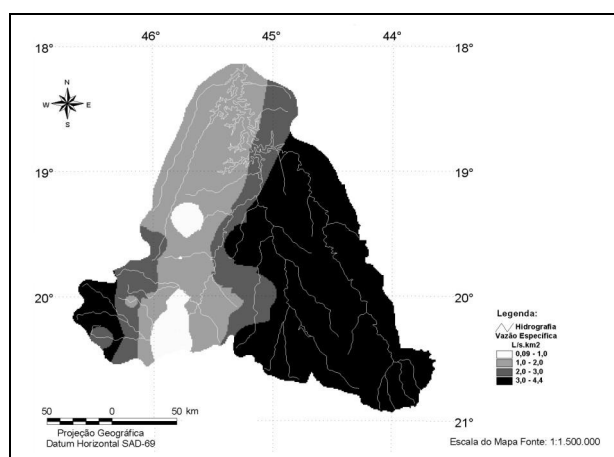 46° 45° 44°
18° 18°
N
W E
S
19° 19°
20° 20°
Legenda:
Hidrografia
Vazão Específica
L/s.km2
0,09 - 1,0
1,0 - 2,0
2,0 - 3,0
3,0 - 4,4
50 0 50 km
21°
Projeção Geográfica
Datum Horizontal SAD-69
Escala do Mapa Fonte: 1:1.500.000